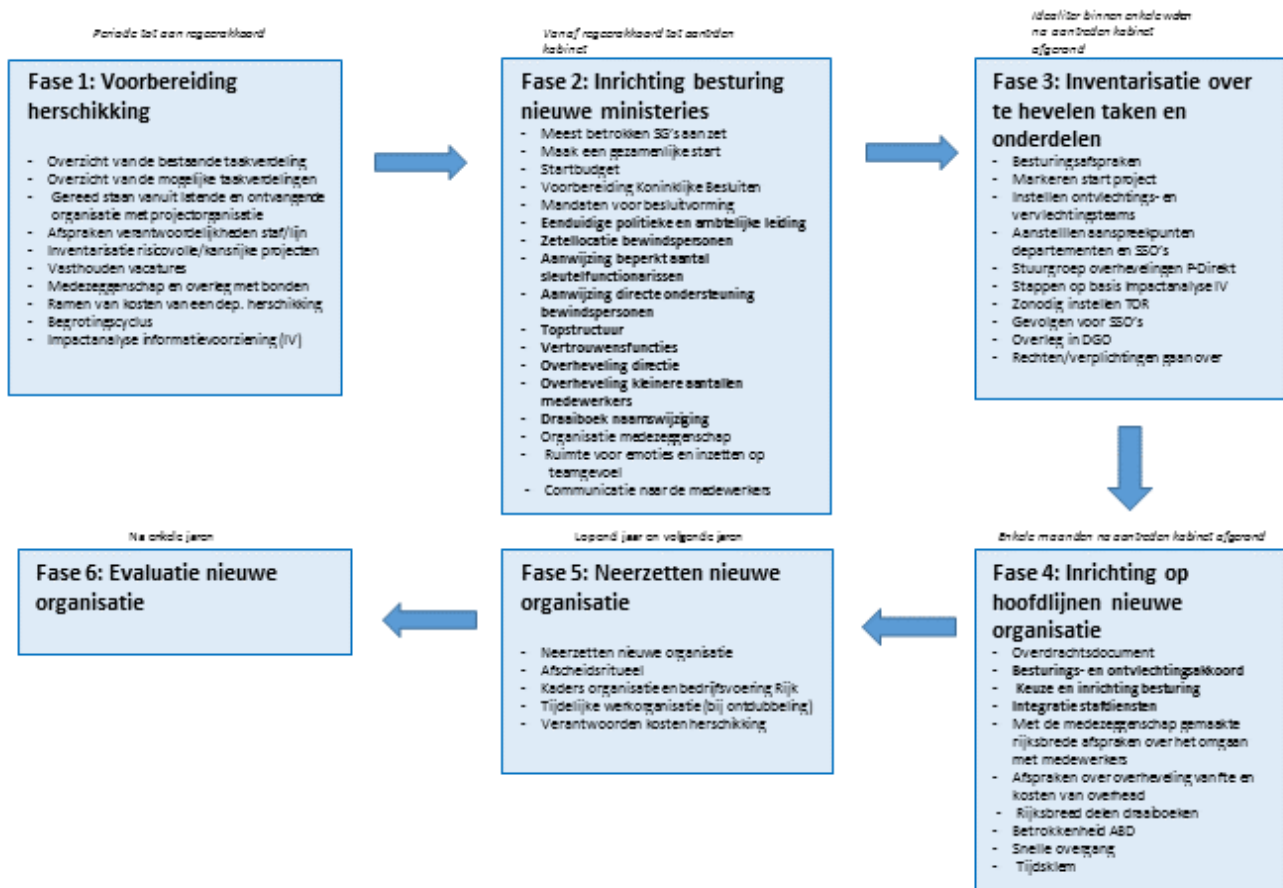 Periode tot aan regeerakkoord
Fase 1: Voorbereiding
herschikking
- Overzicht van de bestaande taakverdeling
- Overzicht van de mogelijke taakverdelingen
- Gereed staan vanuit latende en ontvangende
organisatie met projectorganisatie
- Afspraken verantwoordelijkheden staf/lijn
- Inventarisatie risicovolle/kansrijke projecten
- Vasthouden vacatures
- Medezeggenschap en overleg met bonden
- Ramen van kosten van een dep. herschikking
- Begrotingscyclus
- Impactanalyse informatievoorziening (IV)
Vanaf regeerakkoord tot aantreden
kabinet
Fase 2: Inrichting besturing
nieuwe ministeries
- Meest betrokken SG's aan zet
- Maak een gezamenlijke start
- Startbudget
- Voorbereiding Koninklijke Besluiten
- Mandaten voor besluitvorming
- Eenduidige politieke en ambtelijke leiding
- Zetellocatie bewindspersonen
- Aanwijzing beperkt aantal
sleutelfunctionarissen
- Aanwijzing directe ondersteuning
bewindspersonen
- Topstructuur
- Vertrouwensfuncties
- Overheveling directie
- Overheveling kleinere aantallen
medewerkers
- Draaiboek naamswijziging
- Organisatie medezeggenschap
- Ruimte voor emoties en inzetten op
teamgevoel
- Communicatie naar de medewerkers
Idealiter binnen enkele
na aantreden kabinet
afgerond
Fase 3: Inventarisatie over
te hevelen taken en
onderdelen
- Besturingsafspraken
- Markeren start project
- Instellen ontvlechtings- en
vervlechtingsteams
- Aanstellen aanspreekpunten
departementen en SSO's
- Stuurgroep overhevelingen P-Direkt
- Stappen op basis Impactanalyse IV
- Zonodig instellen TOR
- Gevolgen voor SSO's
- Overleg in DGO
- Rechten/verplichtingen gaan over
Enkele maanden na aantreden kabinet afgerond
Fase 4: Inrichting op
hoofdlijnen nieuwe
organisatie
- Overdrachtsdocument
- Besturings- en ontvlechtingsakkoord
- Keuze en inrichting besturing
- Integratie stafdiensten
- Met de medezeggenschap gemaakte
rijksbrede afspraken over het omgaan
met medewerkers
- Afspraken over overheveling van fte en
kosten van overhead
- Rijksbreed delen draaiboeken
- Betrokkenheid ABD
- Snelle overgang
- Tijdsklem
Lopend jaar en volgende jaren
Fase 5: Neerzetten nieuwe
organisatie
- Neerzetten nieuwe organisatie
- Afscheidsritueel
- Kaders organisatie en bedrijfsvoering Rijk
- Tijdelijke werkorganisatie (bij ontdubbeling)
- Verantwoorden kosten herschikking
Na enkele jaren
Fase 6: Evaluatie nieuwe
organisatie